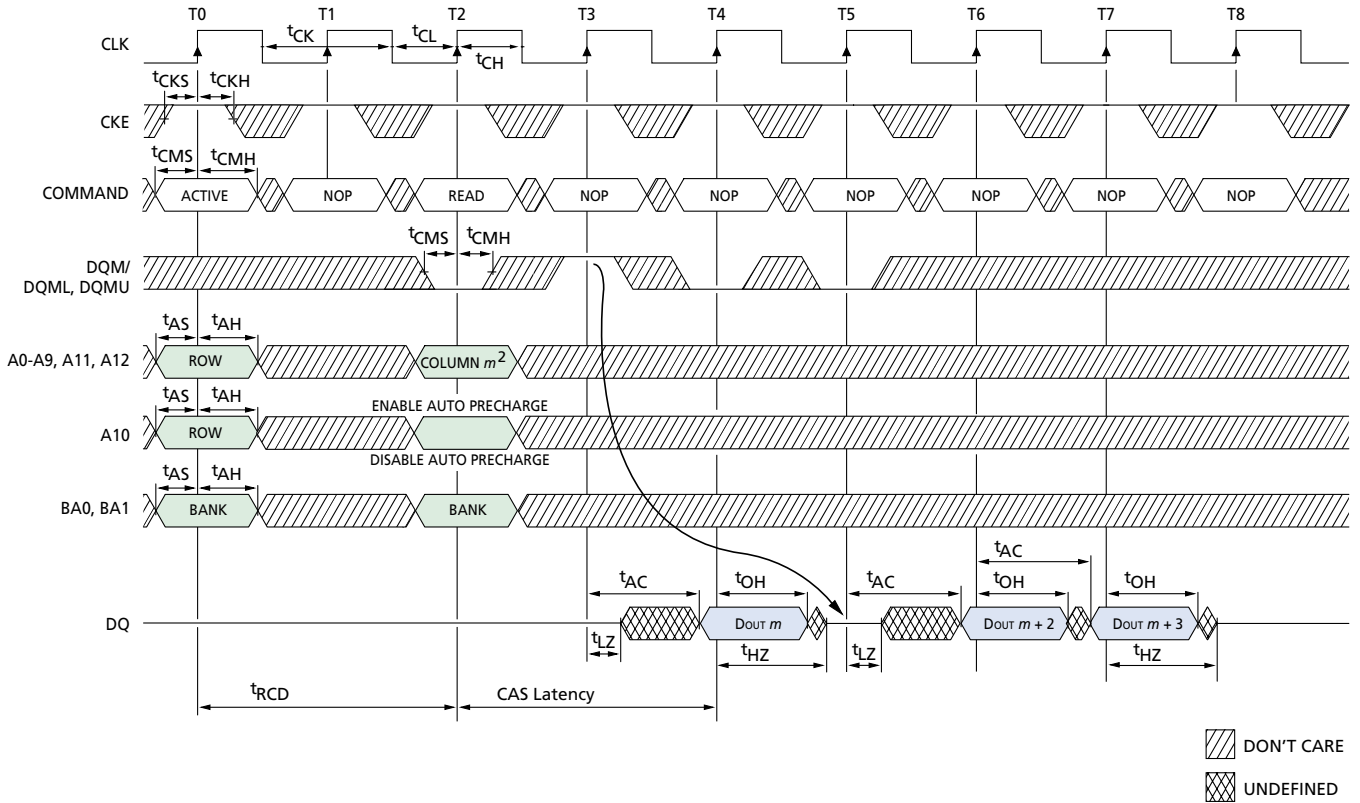 T0 T1 T2 T3 T4 T5 T6 T7 T8
CLK
tCK tCL
tCH
tCKS tCKH
CKE
tCMS tCMH
COMMAND
ACTIVE NOP READ NOP NOP NOP NOP NOP NOP
tCMS tCMH
DQM/
DQML, DQMU
tAS tAH
A0-A9, A11, A12
ROW COLUMN m2
tAS tAH
ENABLE AUTO PRECHARGE
A10
ROW
DISABLE AUTO PRECHARGE
tAS tAH
BA0, BA1
BANK BANK
tAC
tAC tOH tAC tOH tOH
DQ
DOUT m DOUT m + 2 DOUT m + 3
tLZ tHZ tLZ tHZ
tRCD CAS Latency
DON'T CARE
UNDEFINED